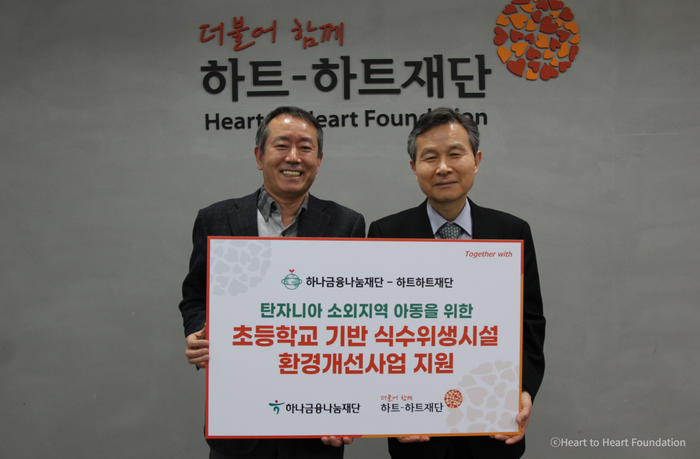 더불어 함께
하트-하트재단
Heart to Heart Foundation
Together with
하나금융나눔재단 - 하트하트재단
탄자니아 소외지역 아동을 위한
초등학교 기반 식수위생시설
환경개선사업 지원
하나금융나눔재단
더불어 함께
하트-하트재단
ⓒHeart to Heart Foundation